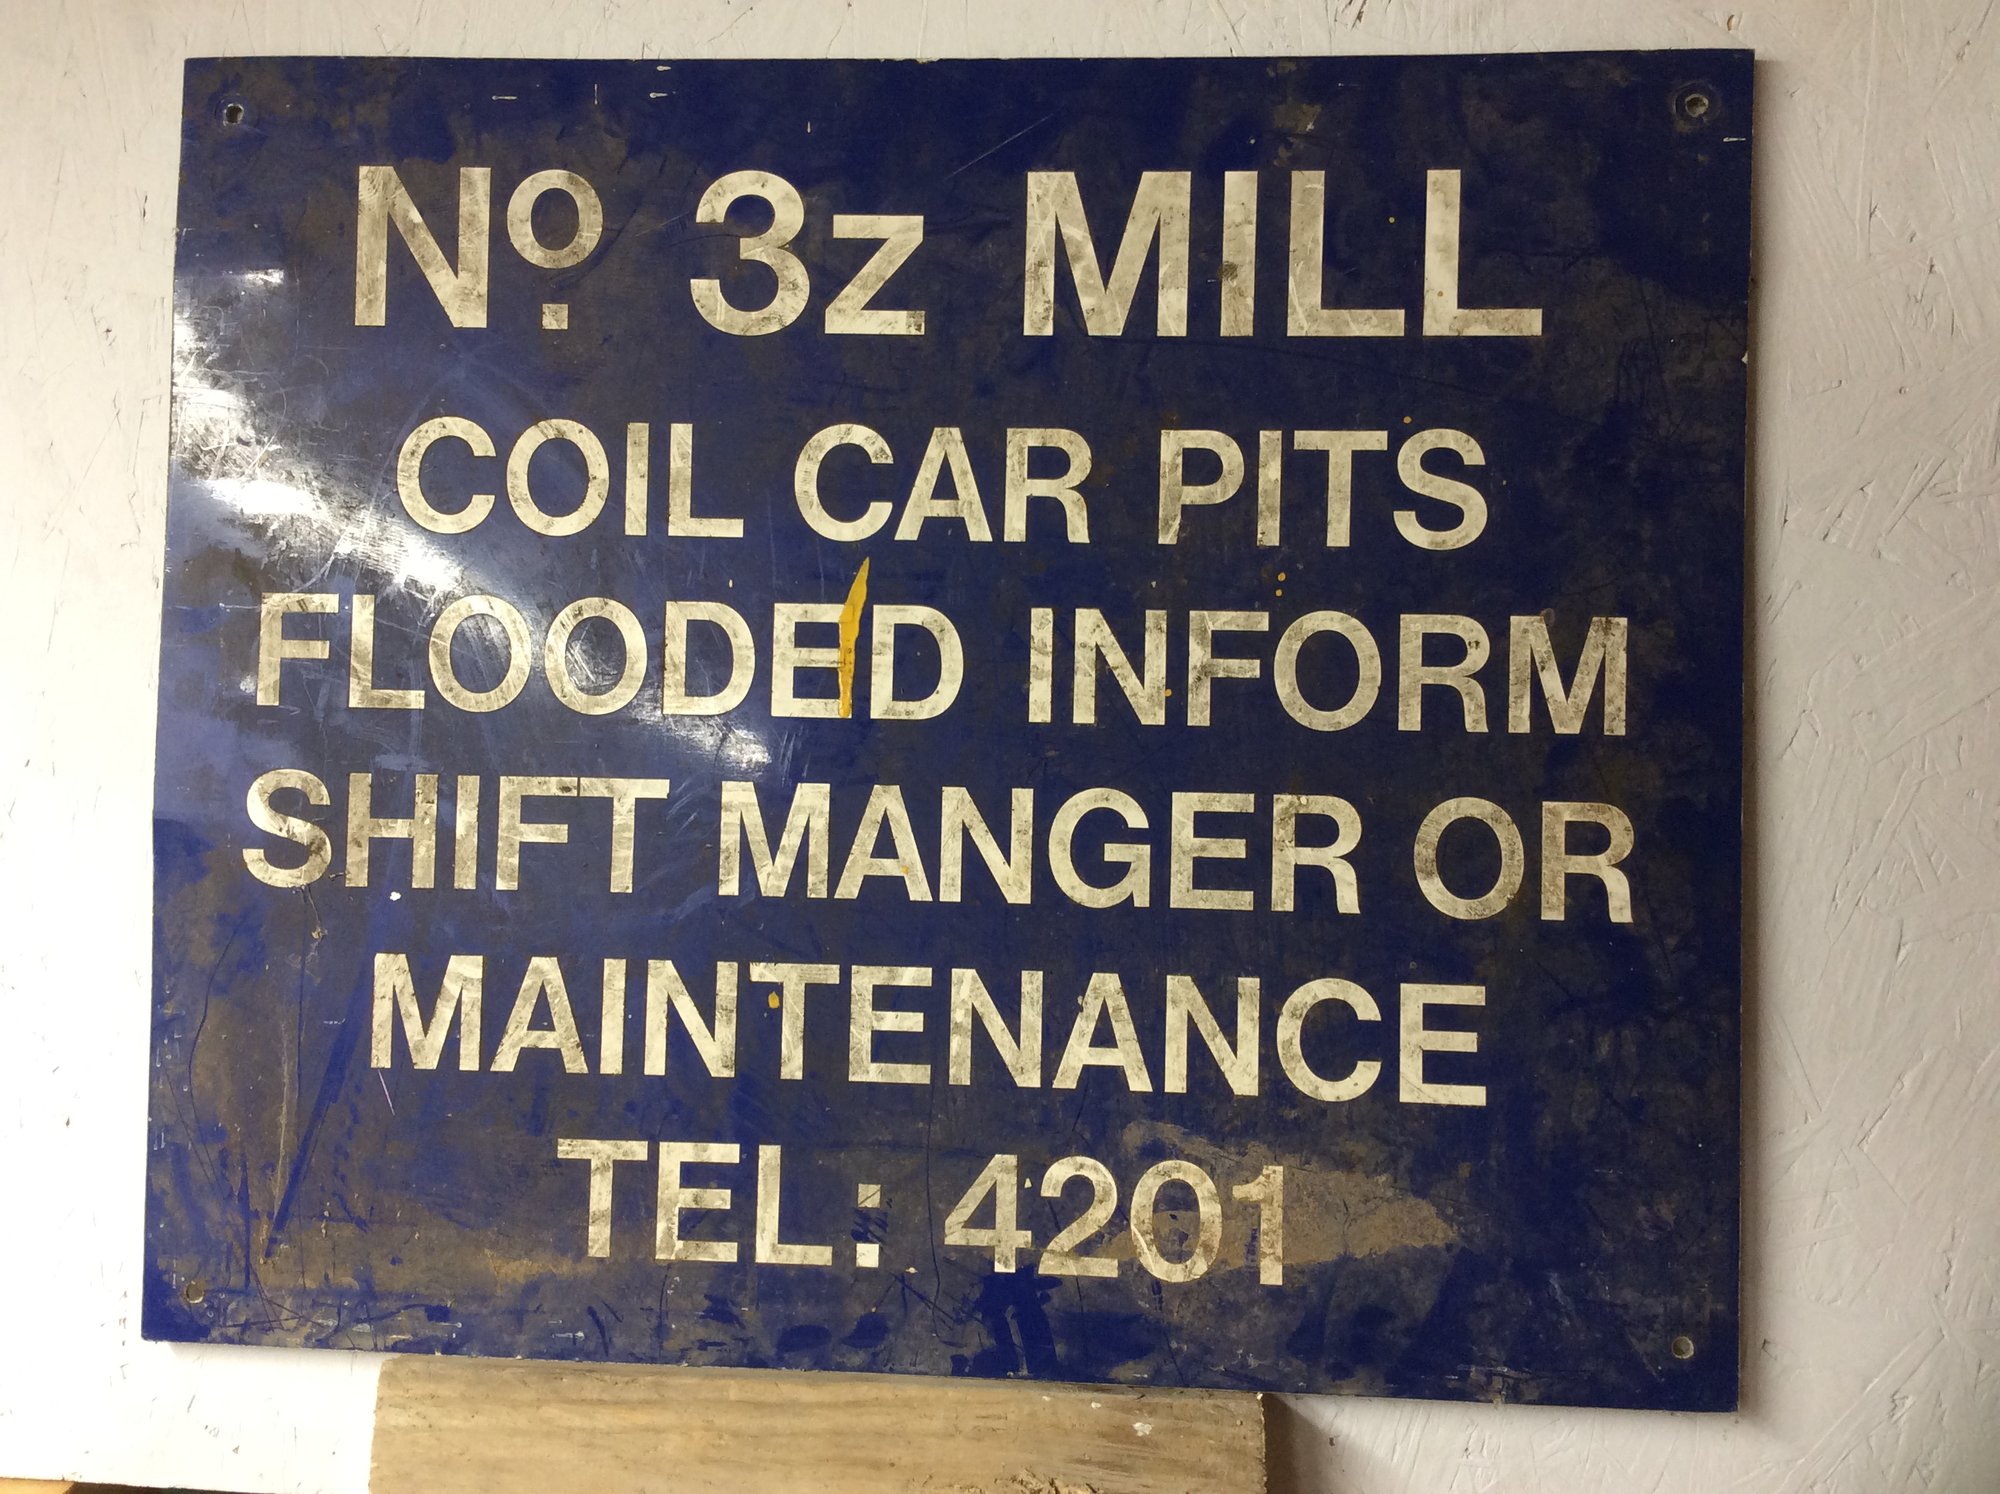 Nº. 3z MILL
COIL CAR PITS
FLOODED INFORM
SHIFT MANGER OR
MAINTENANCE
TEL: 4201